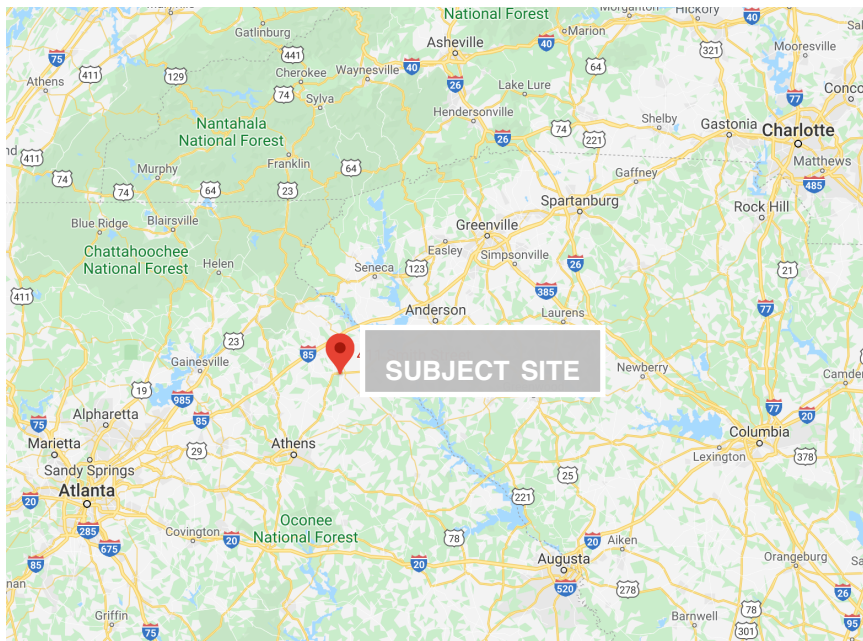 National Forest
Morganton
Hickory
40
Gatlinburg
75
441
Asheville
Marion
40
321
Mooresville
411
129
Cherokee
Waynesville
40
64
Athens
74
26
Lake Lure
77
Sylva
Hendersonville
Shelby
Gastonia
Charlotte
Nantahala
National Forest
26
74
221
Matthews
411
Franklin
64
485
74
Murphy
74
64
23
Gaffney
Spartanburg
Rock Hill
Blue Ridge
Blairsville
Greenville
Chattahoochee
National Forest
Easley
Simpsonville
Helen
Seneca
123
26
21
411
385
77
Anderson
Laurens
23
85
SUBJECT SITE
Gainesville
Newberry
Camden
19
985
85
77
20
75
Alpharetta
29
Athens
Columbia
Marietta
Lexington
378
Sandy Springs
25
Atlanta
20
221
Oconee
National Forest
285
Covington
20
78
20
Aiken
675
Augusta
Orangeburg
85
20
520
278
26
Griffin
75
Barnwell
78
301
95